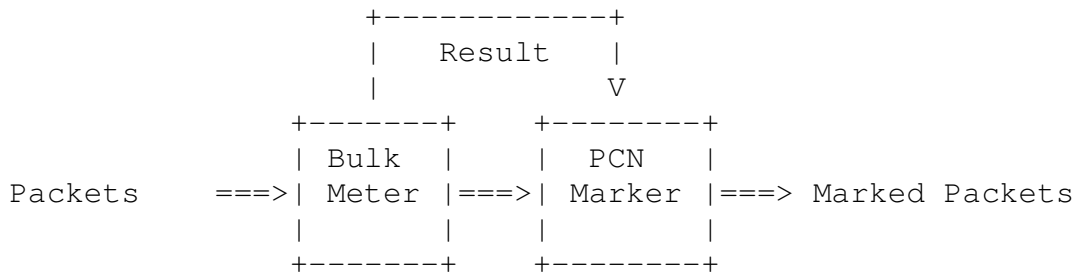 +------------+
| Result |
| V
+-------+ +--------+
| Bulk | | PCN |
Packets ===>| Meter |===>| Marker |===> Marked Packets
| | | |
+-------+ +--------+